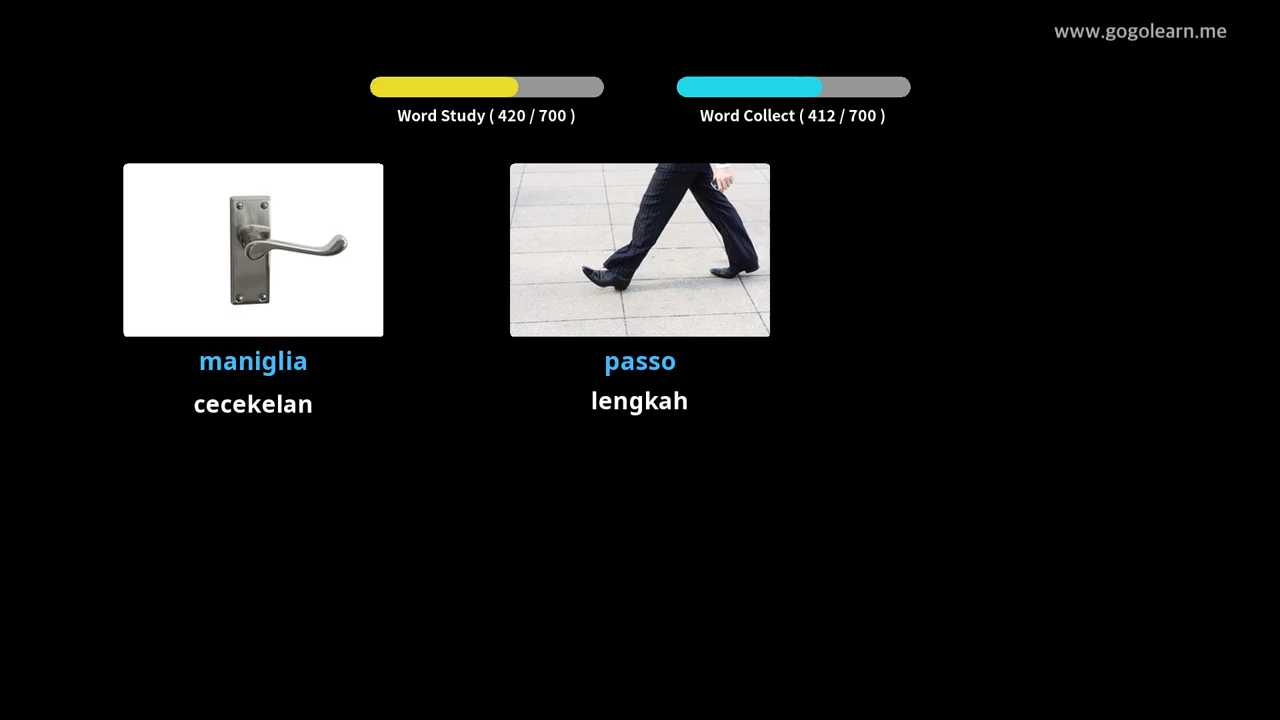 www.gogolearn.me
Word Study ( 420 / 700 )
Word Collect ( 412 / 700 )
maniglia
cecekelan
passo
lengkah